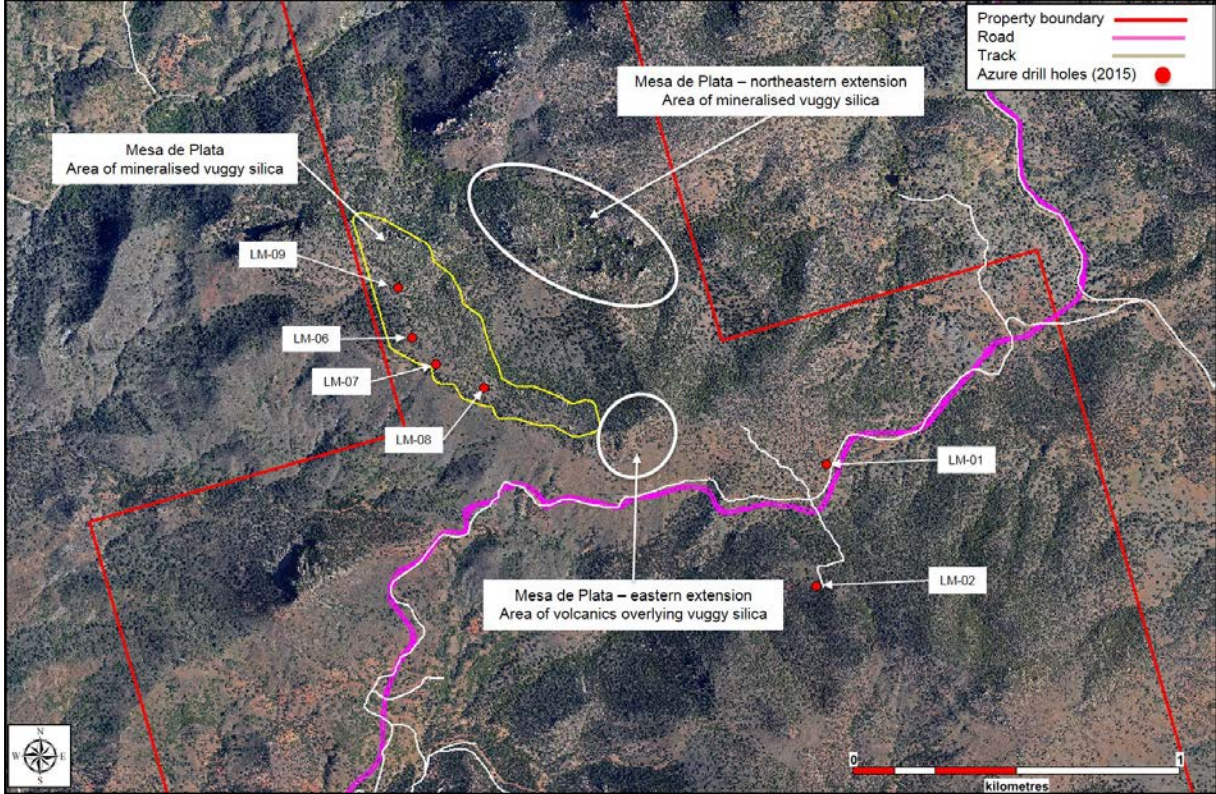 Property boundary
Road
Track
Azure drill holes (2015)
Mesa de Plata – northeastern extension
Area of mineralised vuggy silica
Mesa de Plata
Area of mineralised vuggy silica
LM-09
LM-06
LM-07
LM-08
LM-01
LM-02
Mesa de Plata – eastern extension
Area of volcanics overlying vuggy silica
N
W E
S
0 1
kilometres